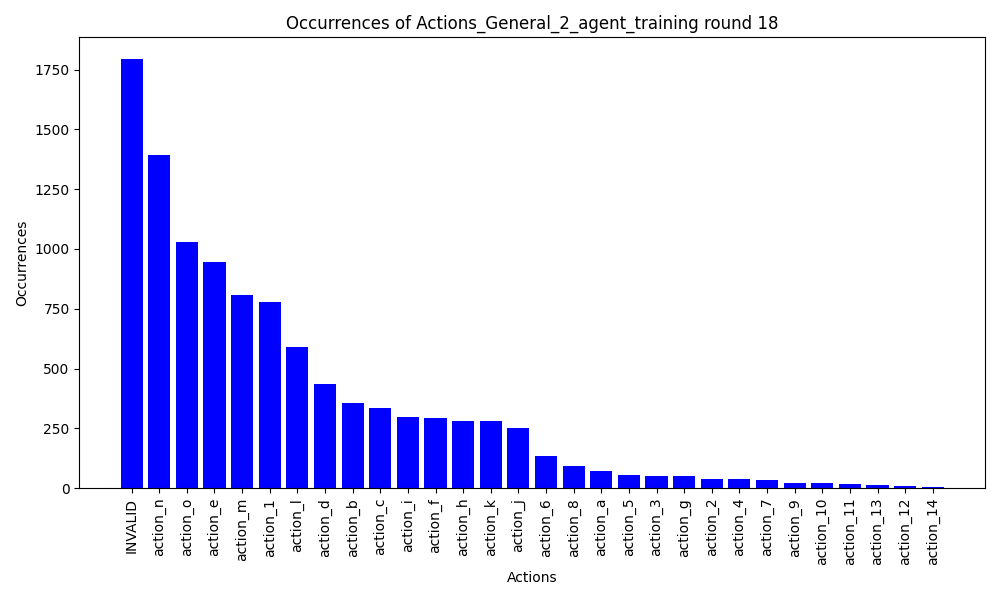 Occurrences of Actions_General_2_agent_training round 18
Occurrences
1750
1500
1250
1000
750
500
250
0
INVALID
action_n
action_o
action_e
action_m
action_1
action_l
action_d
action_b
action_c
action_i
action_f
action_h
action_k
action_j
action_6
action_8
action_a
action_5
action_3
action_g
action_2
action_4
action_7
action_9
action_10
action_11
action_13
action_12
action_14
Actions